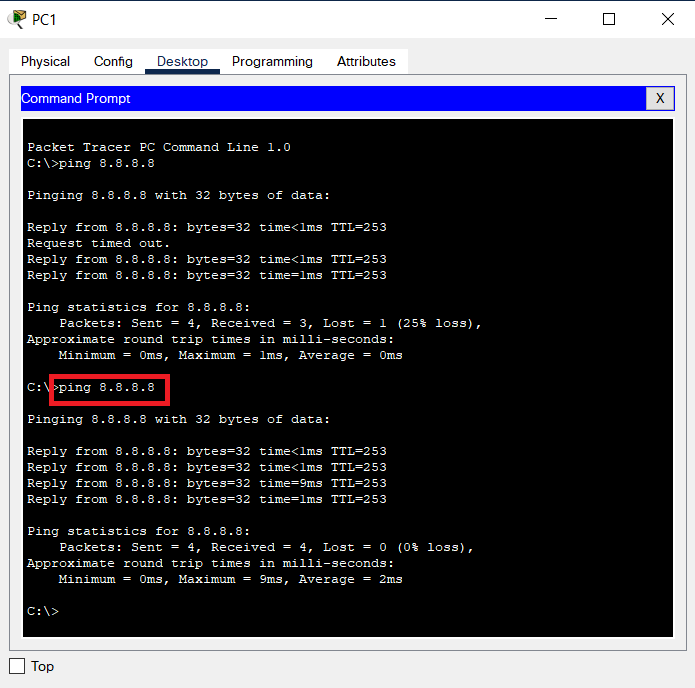 PC1
Physical Config Desktop Programming Attributes
Command Prompt X
Packet Tracer PC Command Line 1.0
C:\>ping 8.8.8.8
Pinging 8.8.8.8 with 32 bytes of data:
Reply from 8.8.8.8: bytes=32 time<1ms TTL=253
Request timed out.
Reply from 8.8.8.8: bytes=32 time<1ms TTL=253
Reply from 8.8.8.8: bytes=32 time=1ms TTL=253
Ping statistics for 8.8.8.8:
Packets: Sent = 4, Received = 3, Lost = 1 (25% loss),
Approximate round trip times in milli-seconds:
Minimum = 0ms, Maximum = 1ms, Average = 0ms
C:\>ping 8.8.8.8
Pinging 8.8.8.8 with 32 bytes of data:
Reply from 8.8.8.8: bytes=32 time<1ms TTL=253
Reply from 8.8.8.8: bytes=32 time<1ms TTL=253
Reply from 8.8.8.8: bytes=32 time=9ms TTL=253
Reply from 8.8.8.8: bytes=32 time=1ms TTL=253
Ping statistics for 8.8.8.8:
Packets: Sent = 4, Received = 4, Lost = 0 (0% loss),
Approximate round trip times in milli-seconds:
Minimum = 0ms, Maximum = 9ms, Average = 2ms
C:\>
Top